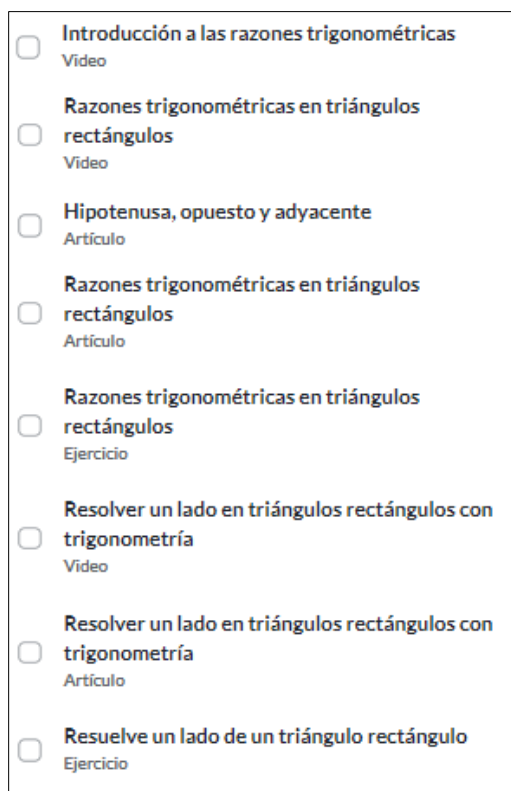 Introducción a las razones trigonométricas
Video
Razones trigonométricas en triángulos
rectángulos
Video
Hipotenusa, opuesto y adyacente
Artículo
Razones trigonométricas en triángulos
rectángulos
Artículo
Razones trigonométricas en triángulos
rectángulos
Ejercicio
Resolver un lado en triángulos rectángulos con
trigonometría
Video
Resolver un lado en triángulos rectángulos con
trigonometría
Artículo
Resuelve un lado de un triángulo rectángulo
Ejercicio